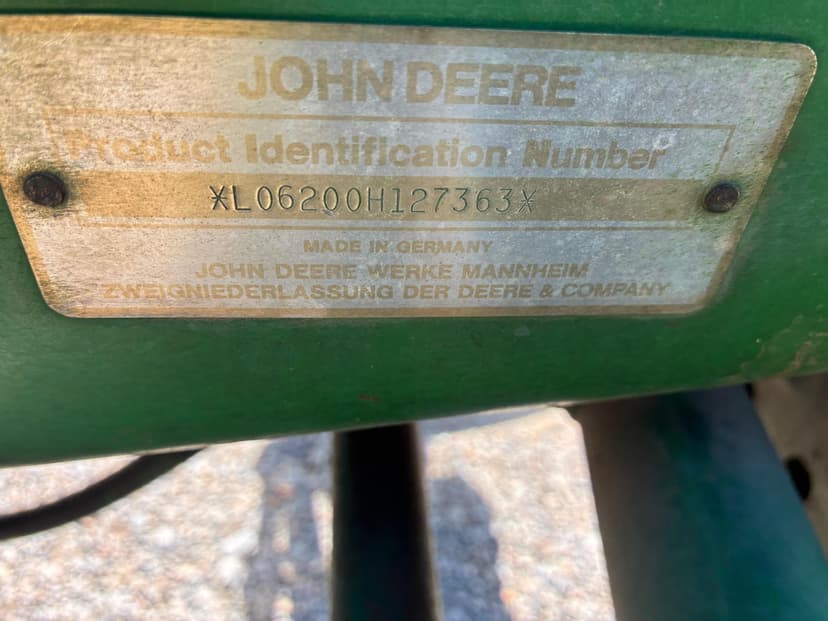 JOHN DEERE
Product Identification Number
*L06200H127363*
MADE IN GERMANY
JOHN DEERE WERKE MANNHEIM
ZWEIGNIEDERLASSUNG DER DEERE & COMPANY